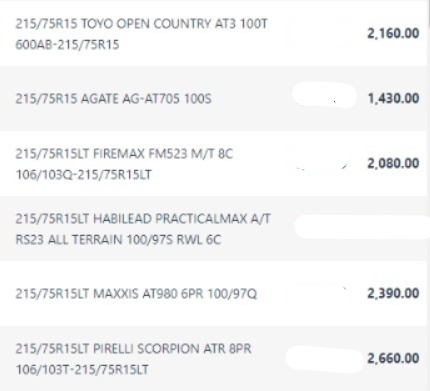 215/75R15 TOYO OPEN COUNTRY AT3 100T
600AB-215/75R15
2,160.00
215/75R15 AGATE AG-AT705 100S
1,430.00
215/75R15LT FIREMAX FM523 M/T 8C
106/103Q-215/75R15LT
2,080.00
215/75R15LT HABILEAD PRACTICALMAX A/T
RS23 ALL TERRAIN 100/97S RWL 6C
215/75R15LT MAXXIS AT980 6PR 100/97Q
2,390.00
215/75R15LT PIRELLI SCORPION ATR 8PR
106/103T-215/75R15LT
2,660.00